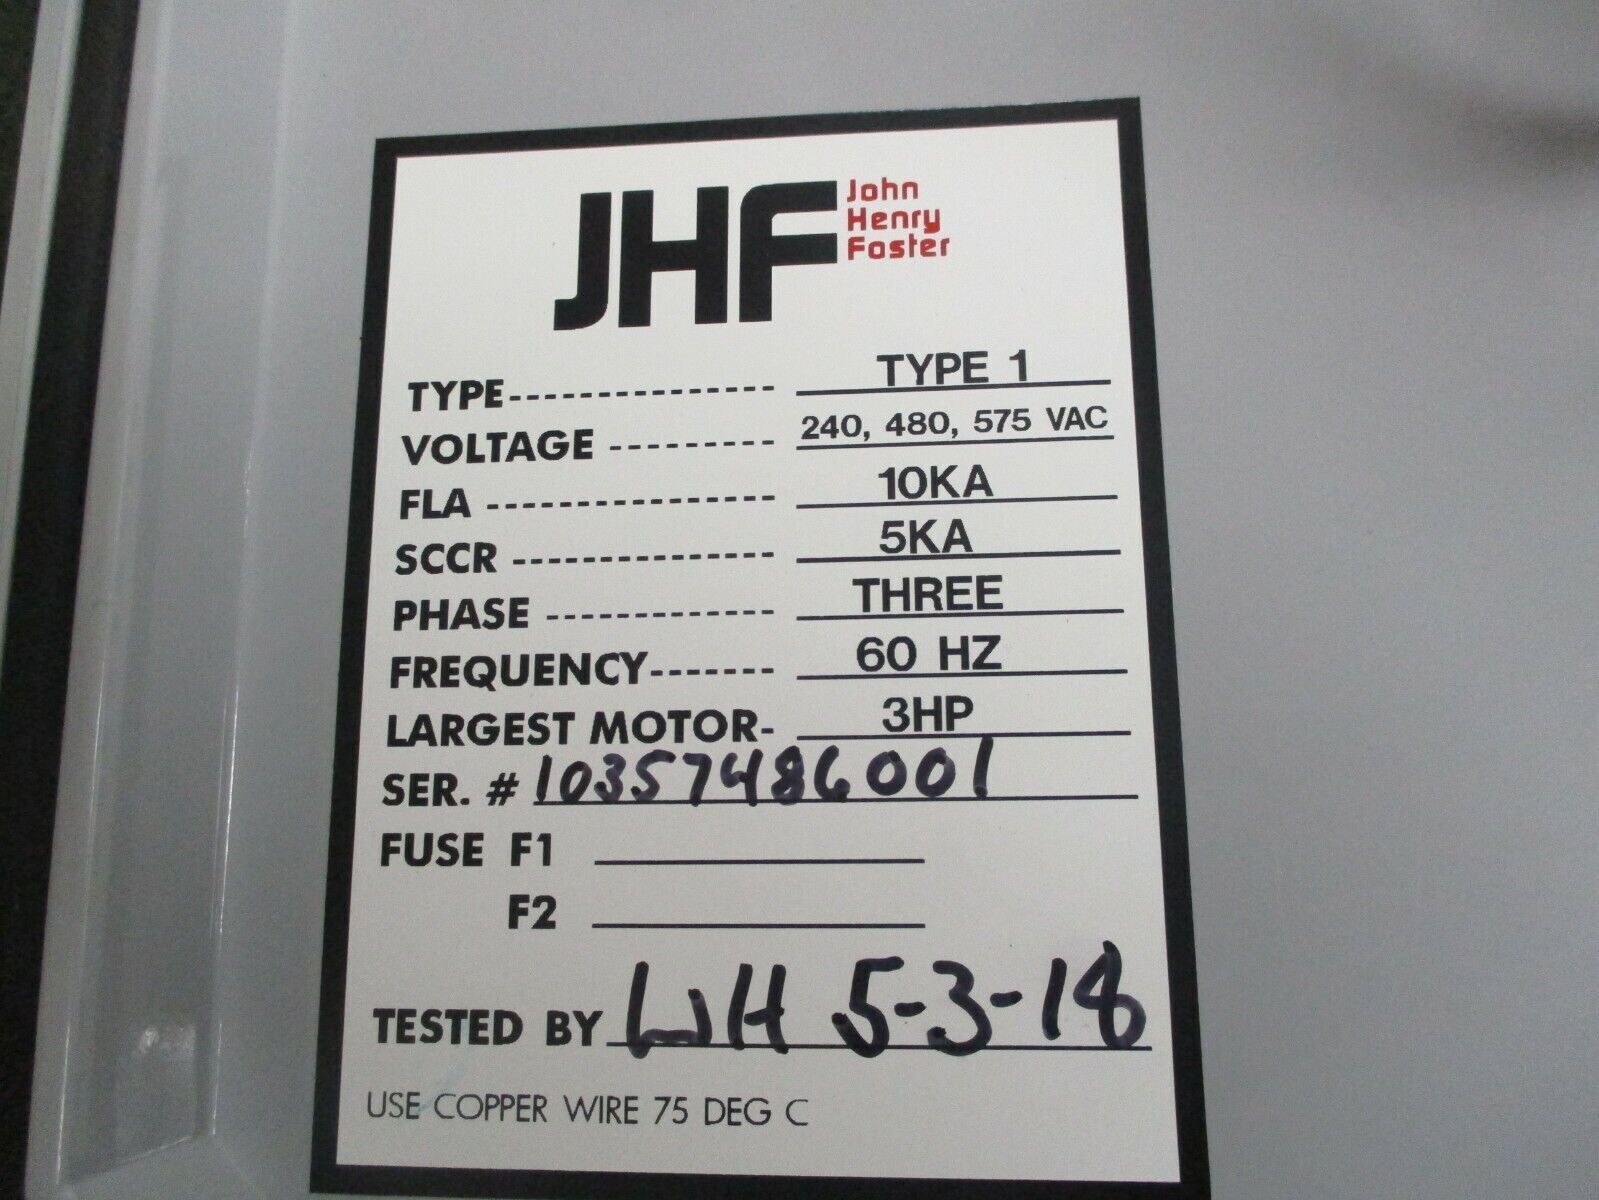 JHF
John
Henry
Foster
TYPE--------------- TYPE 1
VOLTAGE --------- 240, 480, 575 VAC
FLA ---------------- 10KA
SCCR --------------- 5KA
PHASE ------------- THREE
FREQUENCY------- 60 HZ
LARGEST MOTOR- 3HP
SER. # 10357486001
FUSE F1
F2
TESTED BY WH 5-3-18
USE COPPER WIRE 75 DEG C